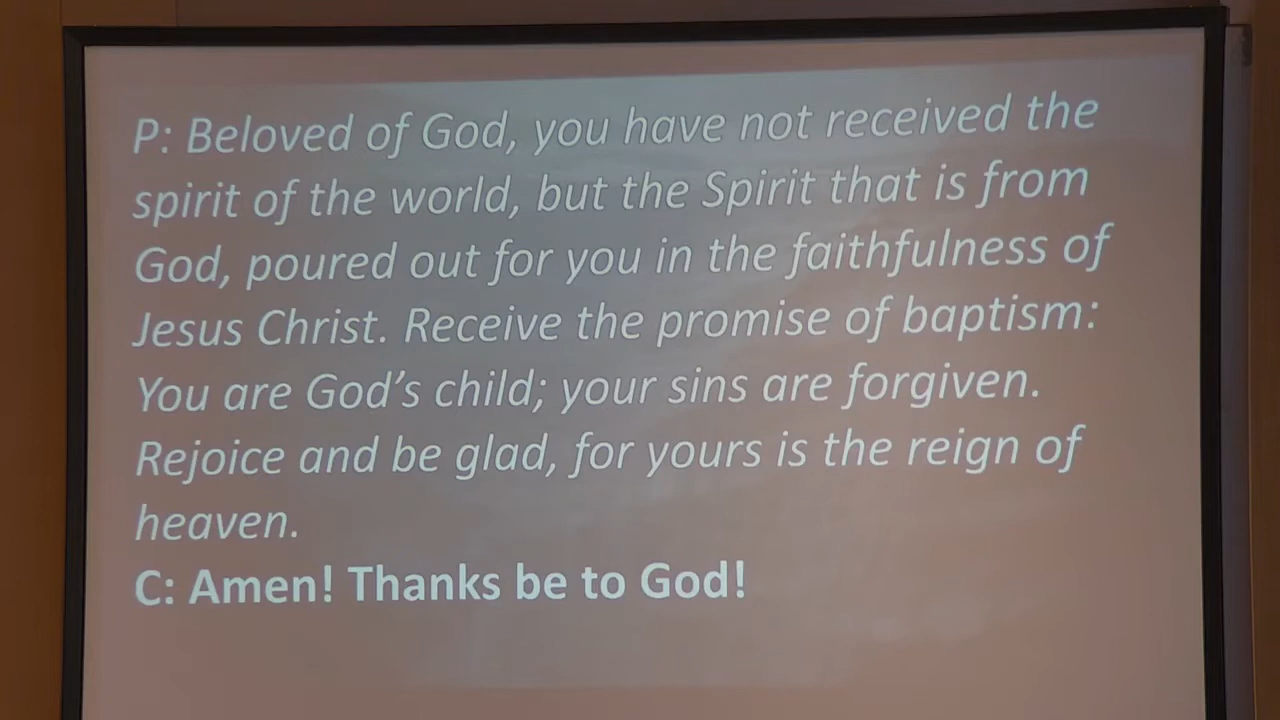 P: Beloved of God, you have not received the
spirit of the world, but the Spirit that is from
God, poured out for you in the faithfulness of
Jesus Christ. Receive the promise of baptism:
You are God’s child; your sins are forgiven.
Rejoice and be glad, for yours is the reign of
heaven.
C: Amen! Thanks be to God!